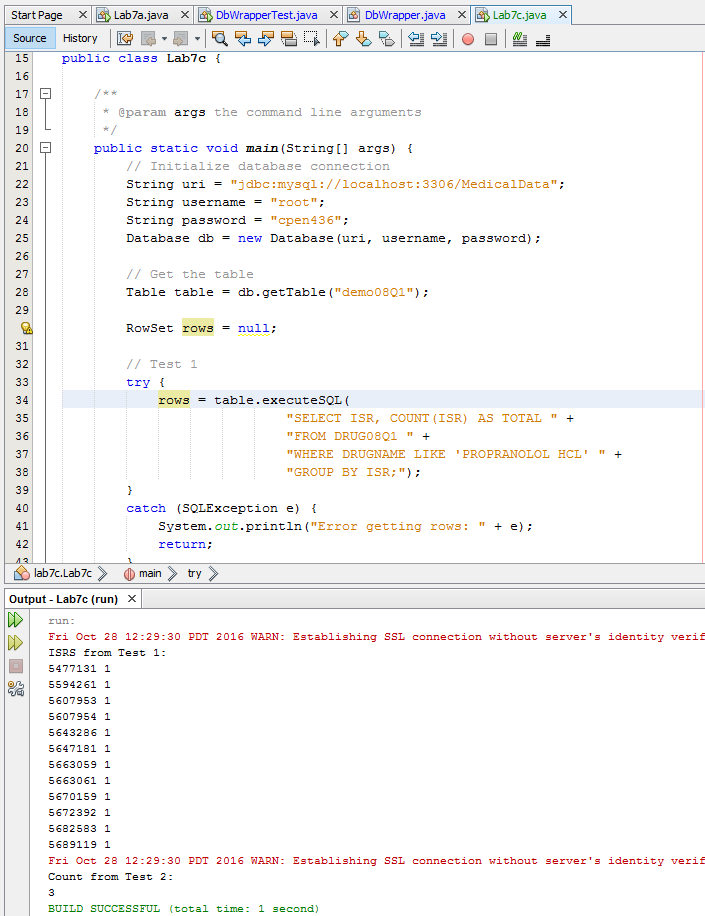 Start Page Lab7a.java DbWrapperTest.java DbWrapper.java Lab7c.java
Source History
15 public class Lab7c {
16
17 /**
18 * @param args the command line arguments
19 */
20 public static void main(String[] args) {
21 // Initialize database connection
22 String uri = "jdbc:mysql://localhost:3306/MedicalData";
23 String username = "root";
24 String password = "cpen436";
25 Database db = new Database(uri, username, password);
26
27 // Get the table
28 Table table = db.getTable("demo08Q1");
29
RowSet rows = null;
31
32 // Test 1
33 try {
34 rows = table.executeSQL(
35 "SELECT ISR, COUNT(ISR) AS TOTAL " +
36 "FROM DRUG08Q1 " +
37 "WHERE DRUGNAME LIKE 'PROPRANOLOL HCL' " +
38 "GROUP BY ISR;");
39 }
40 catch (SQLException e) {
41 System.out.println("Error getting rows: " + e);
42 return;
43 }
lab7c.Lab7c main try
Output - Lab7c (run)
run:
Fri Oct 28 12:29:30 PDT 2016 WARN: Establishing SSL connection without server's identity verif
ISRS from Test 1:
5477131 1
5594261 1
5607953 1
5607954 1
5643286 1
5647181 1
5663059 1
5663061 1
5670159 1
5672392 1
5682583 1
5689119 1
Fri Oct 28 12:29:30 PDT 2016 WARN: Establishing SSL connection without server's identity verif
Count from Test 2:
3
BUILD SUCCESSFUL (total time: 1 second)